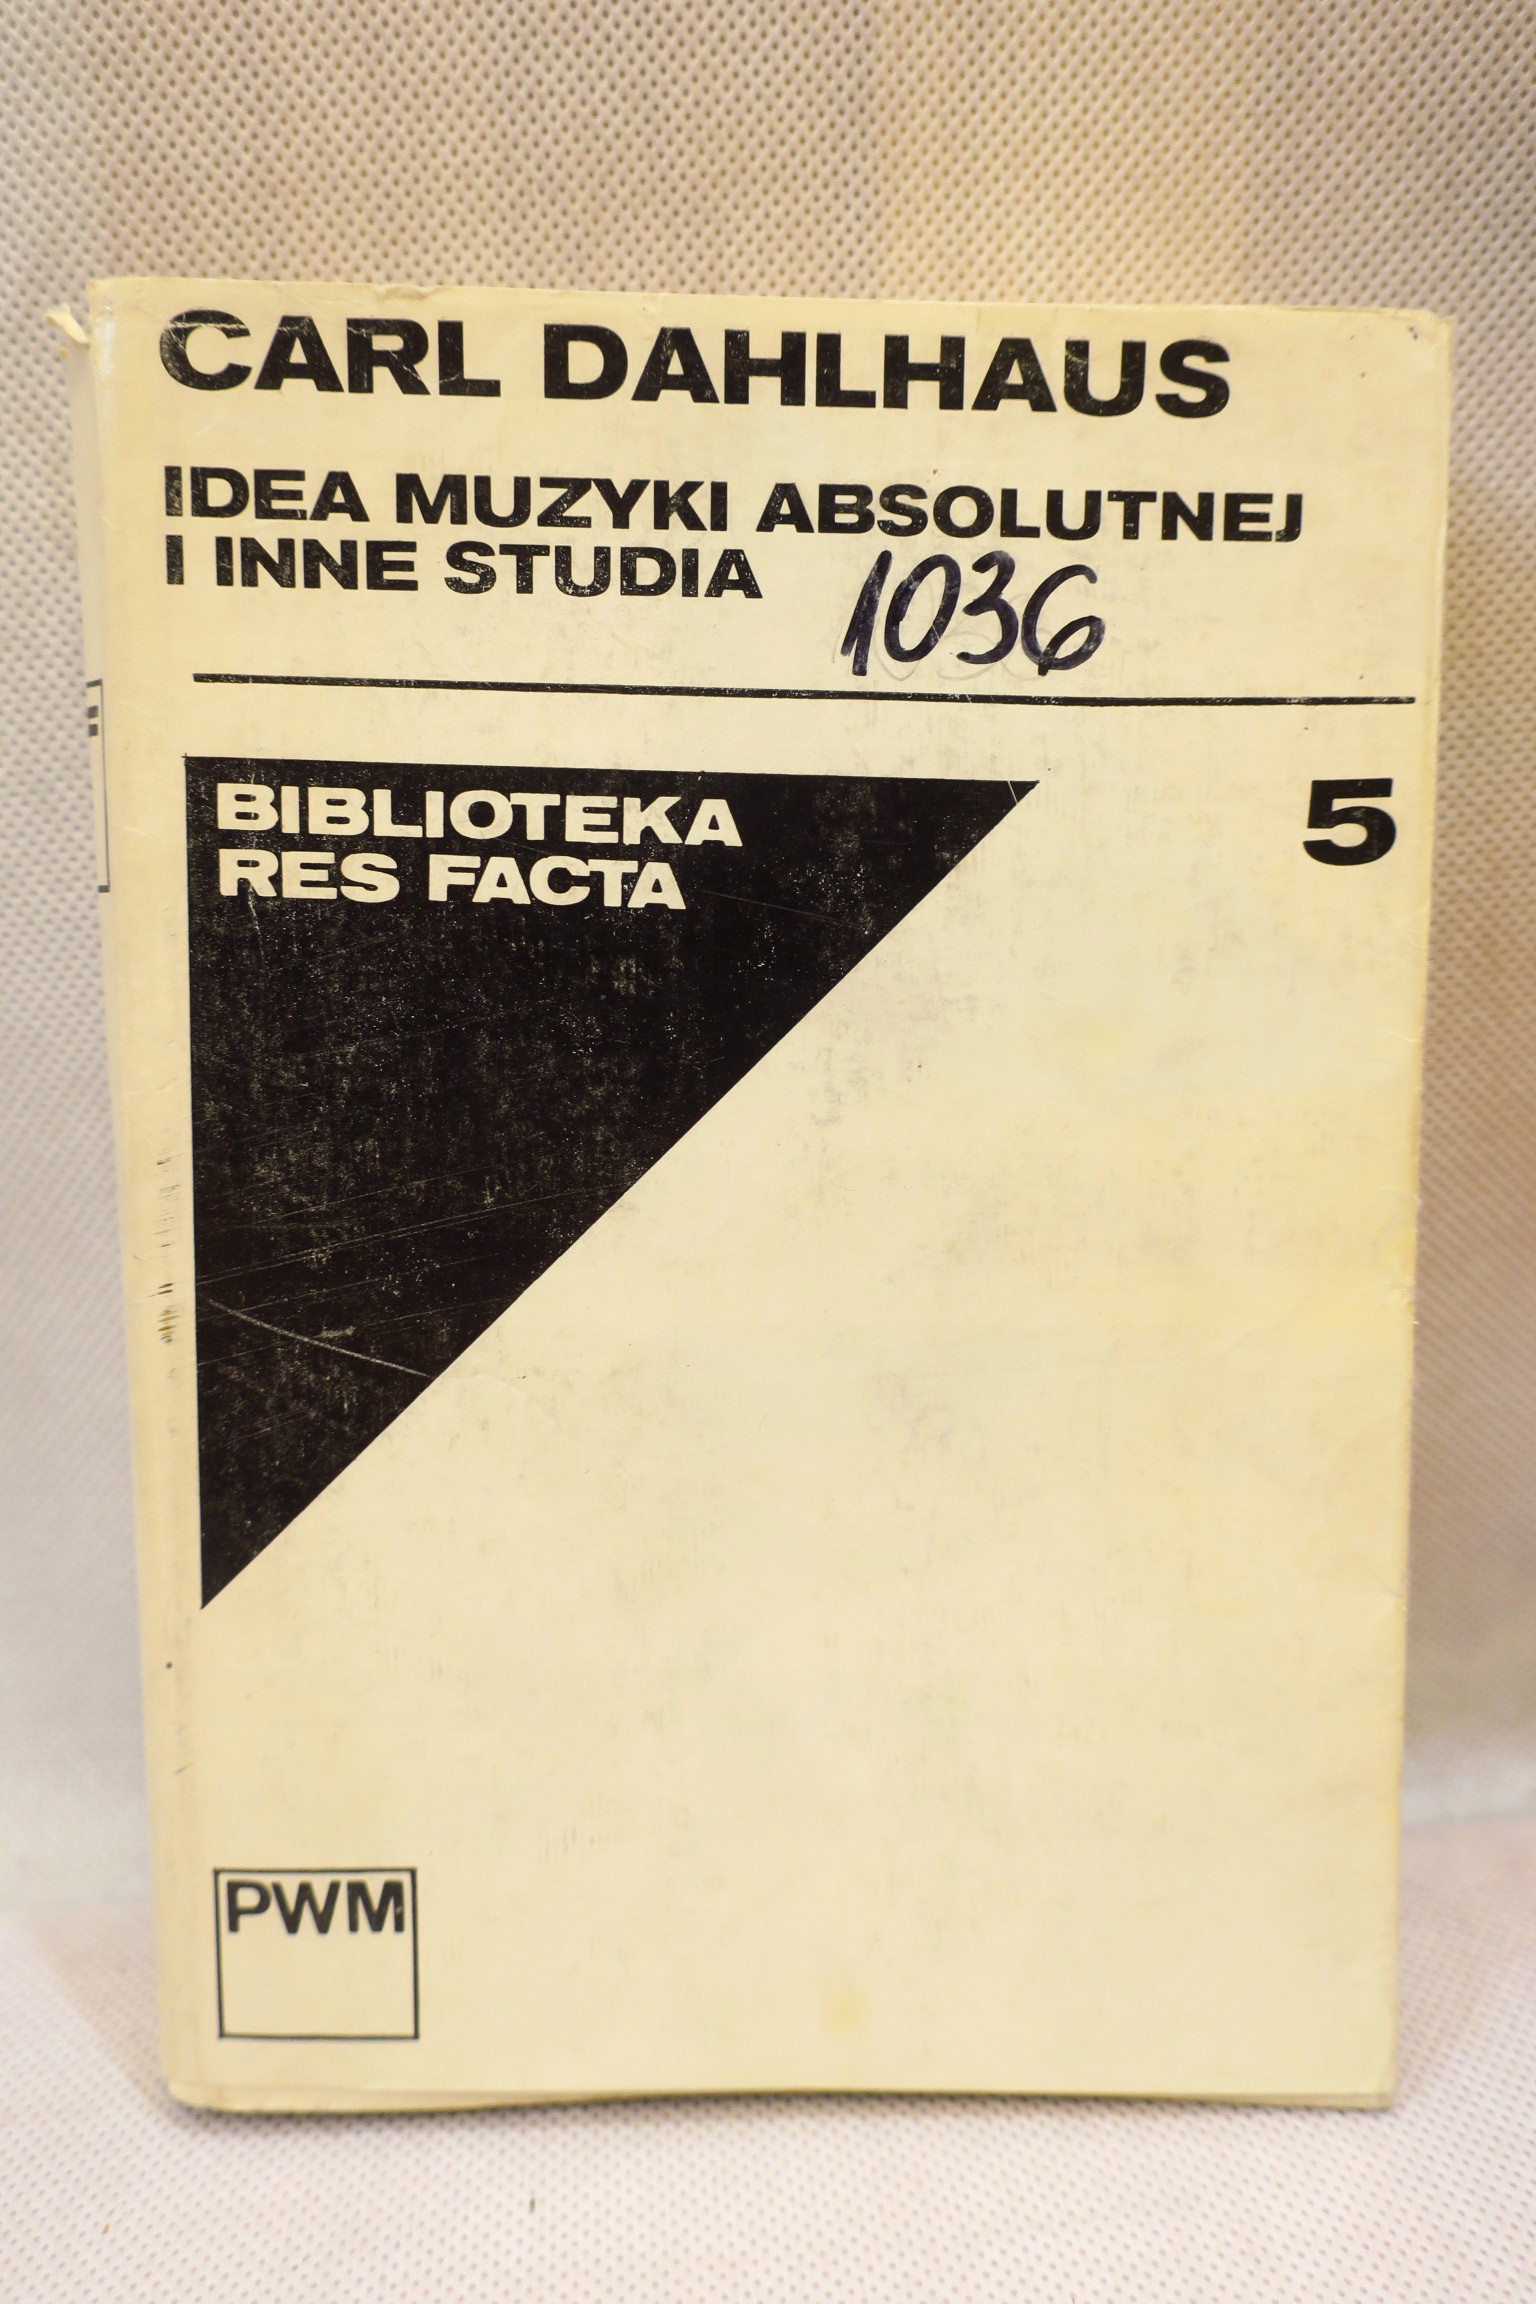 CARL DAHLHAUS
IDEA MUZYKI ABSOLUTNEJ
I INNE STUDIA
1036
BIBLIOTEKA
RES FACTA
5
PWM